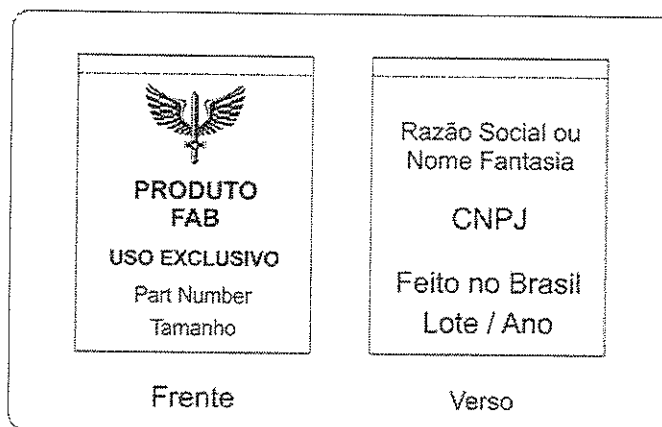 PRODUTO
FAB
USO EXCLUSIVO
Part Number
Tamanho
Frente
Razão Social ou
Nome Fantasia
CNPJ
Feito no Brasil
Lote / Ano
Verso